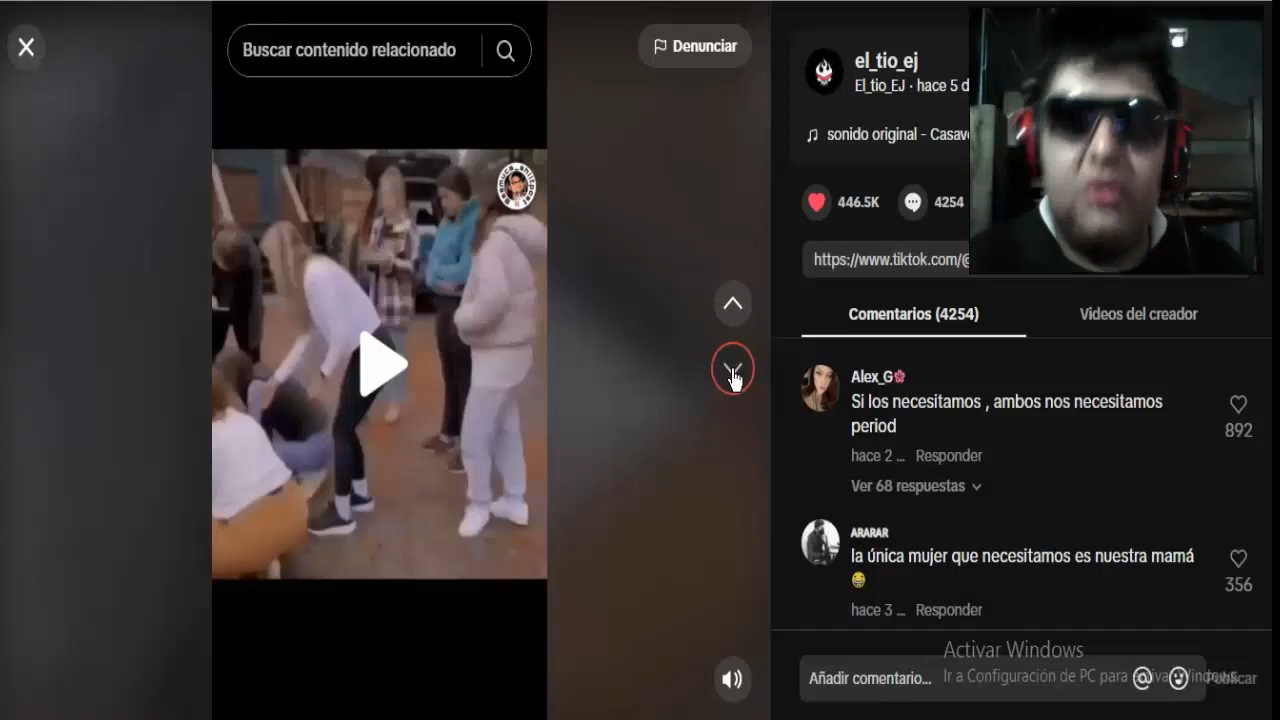 Buscar contenido relacionado
Denunciar
el_tio_ej
El_tio_EJ · hace 5 d
sonido original - Casav
446.5K
4254
https://www.tiktok.com/@
Comentarios (4254)
Videos del creador
Alex_G🌸
Si los necesitamos , ambos nos necesitamos
period
892
hace 2 ... Responder
Ver 68 respuestas
ARARAR
la única mujer que necesitamos es nuestra mamá
😂
356
hace 3 ... Responder
Activar Windows
Añadir comentario...
Ir a Configuración de PC para activar Windows.
Publicar